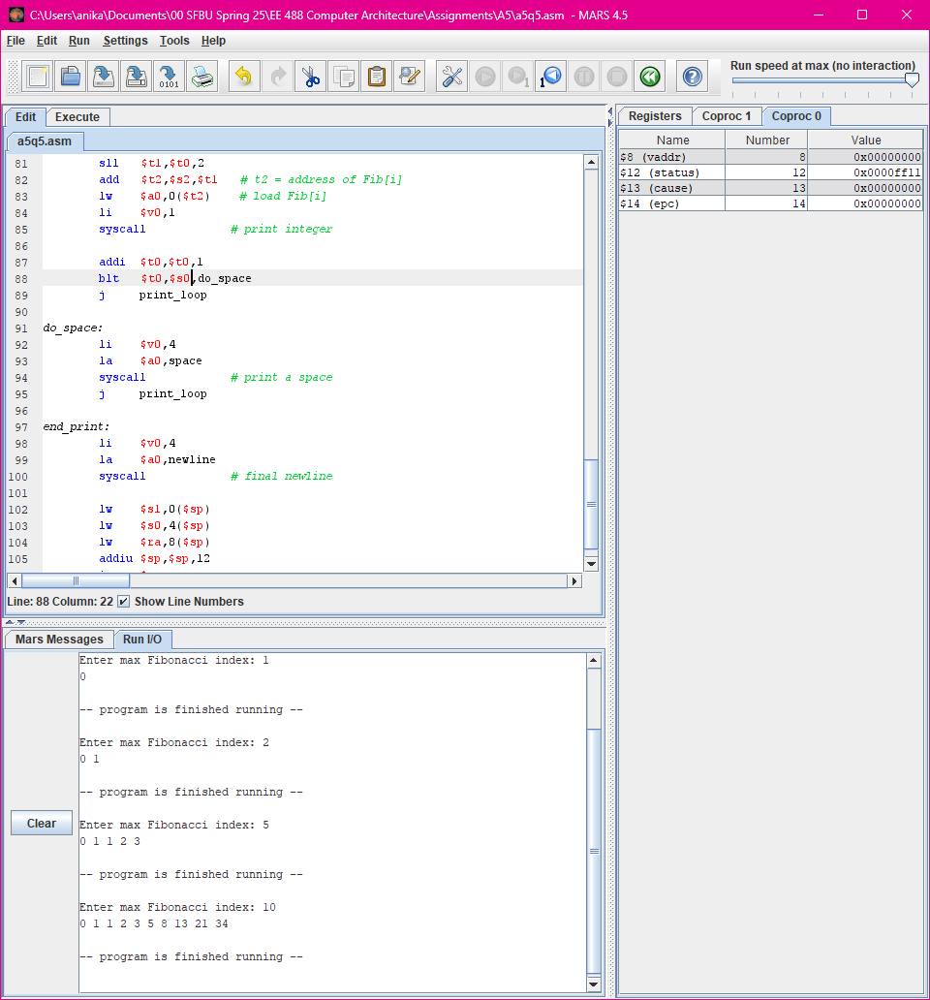 C:\Users\anika\Documents\00 SFBU Spring 25\EE 488 Computer Architecture\Assignments\A5\a5q5.asm - MARS 4.5
File Edit Run Settings Tools Help
Run speed at max (no interaction)
0101
1
1
Edit Execute
a5q5.asm
81 sll $t1,$t0,2
82 add $t2,$s2,$t1 # t2 = address of Fib[i]
83 lw $a0,0($t2) # load Fib[i]
84 li $v0,1
85 syscall # print integer
86
87 addi $t0,$t0,1
88 blt $t0,$s0,do_space
89 j print_loop
90
91 do_space:
92 li $v0,4
93 la $a0,space
94 syscall # print a space
95 j print_loop
96
97 end_print:
98 li $v0,4
99 la $a0,newline
100 syscall # final newline
101
102 lw $s1,0($sp)
103 lw $s0,4($sp)
104 lw $ra,8($sp)
105 addiu $sp,$sp,12
Line: 88 Column: 22 Show Line Numbers
Mars Messages Run I/O
Clear
Enter max Fibonacci index: 1
0
-- program is finished running --
Enter max Fibonacci index: 2
0 1
-- program is finished running --
Enter max Fibonacci index: 5
0 1 1 2 3
-- program is finished running --
Enter max Fibonacci index: 10
0 1 1 2 3 5 8 13 21 34
-- program is finished running --
Registers Coproc 1 Coproc 0
Name Number Value
$8 (vaddr) 8 0x00000000
$12 (status) 12 0x0000ff11
$13 (cause) 13 0x00000000
$14 (epc) 14 0x00000000